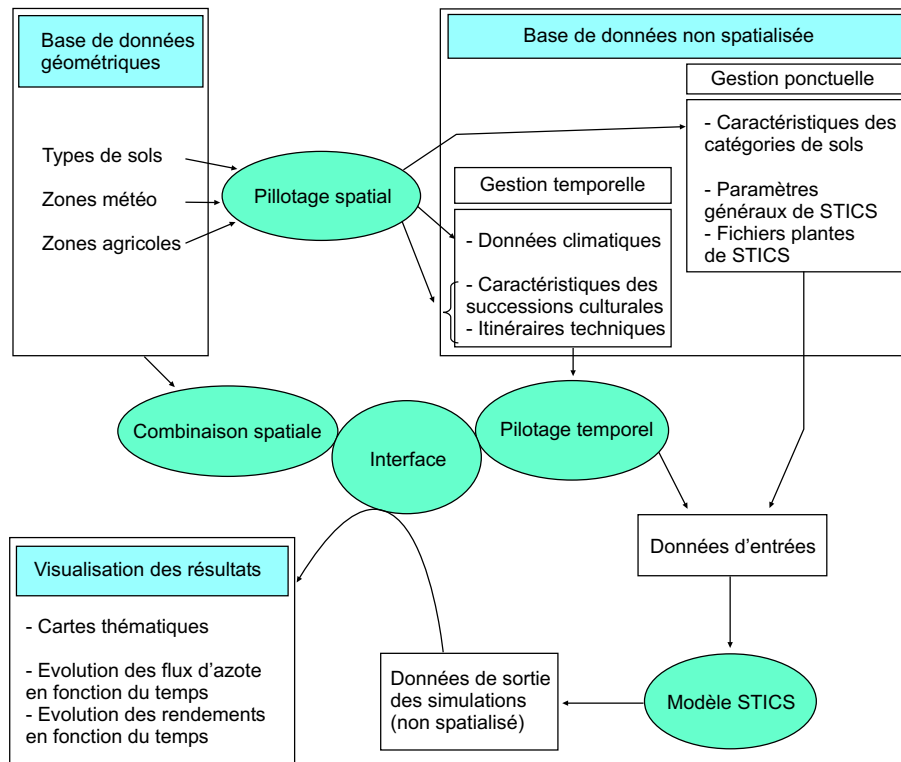 Base de données
géométriques
Types de sols
Zones météo
Zones agricoles
Pillotage spatial
Base de données non spatialisée
Gestion ponctuelle
- Caractéristiques des
catégories de sols
- Paramètres
généraux de STICS
- Fichiers plantes
de STICS
Gestion temporelle
- Données climatiques
- Caractéristiques des
successions culturales
- Itinéraires techniques
Combinaison spatiale
Interface
Pilotage temporel
Données d'entrées
Visualisation des résultats
- Cartes thématiques
- Evolution des flux d'azote
en fonction du temps
- Evolution des rendements
en fonction du temps
Données de sortie
des simulations
(non spatialisé)
Modèle STICS